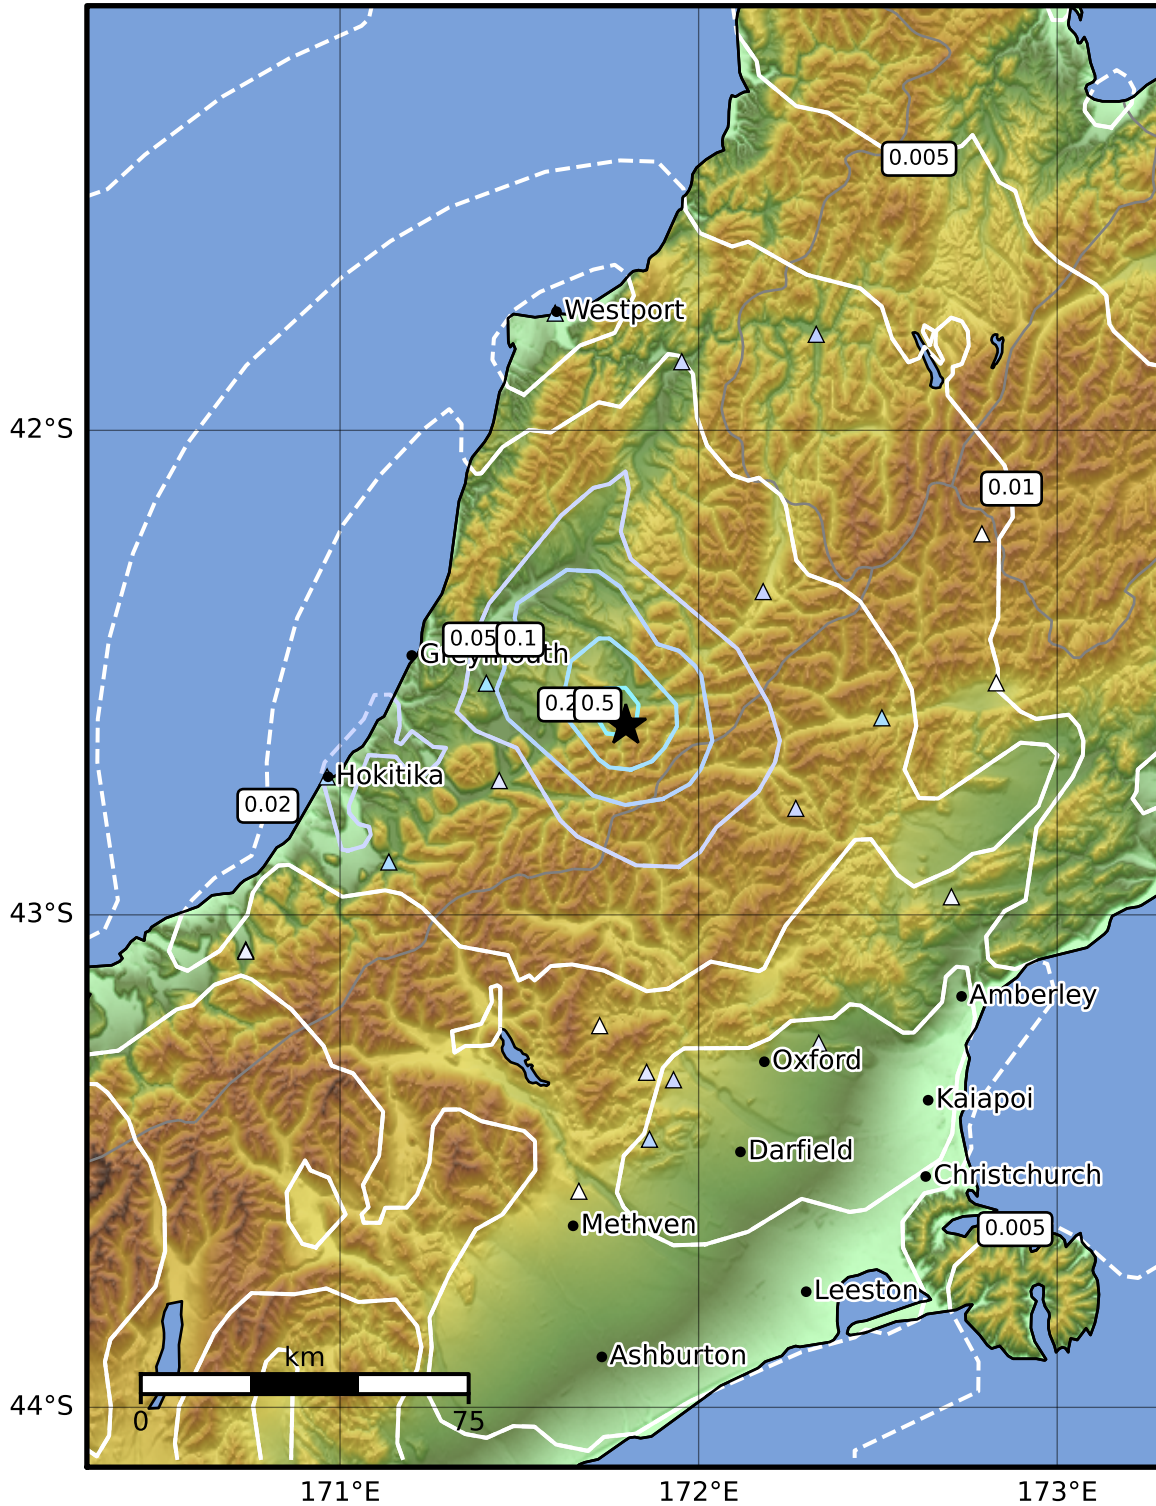 0.005
Westport
42°S
0.01
0.05
0.1
Greymouth
0.2
0.5
Hokitika
0.02
43°S
Amberley
Oxford
Kaiapoi
Darfield
Christchurch
Methven
0.005
Leeston
km
Ashburton
44°S
0
75
171°E
172°E
173°E